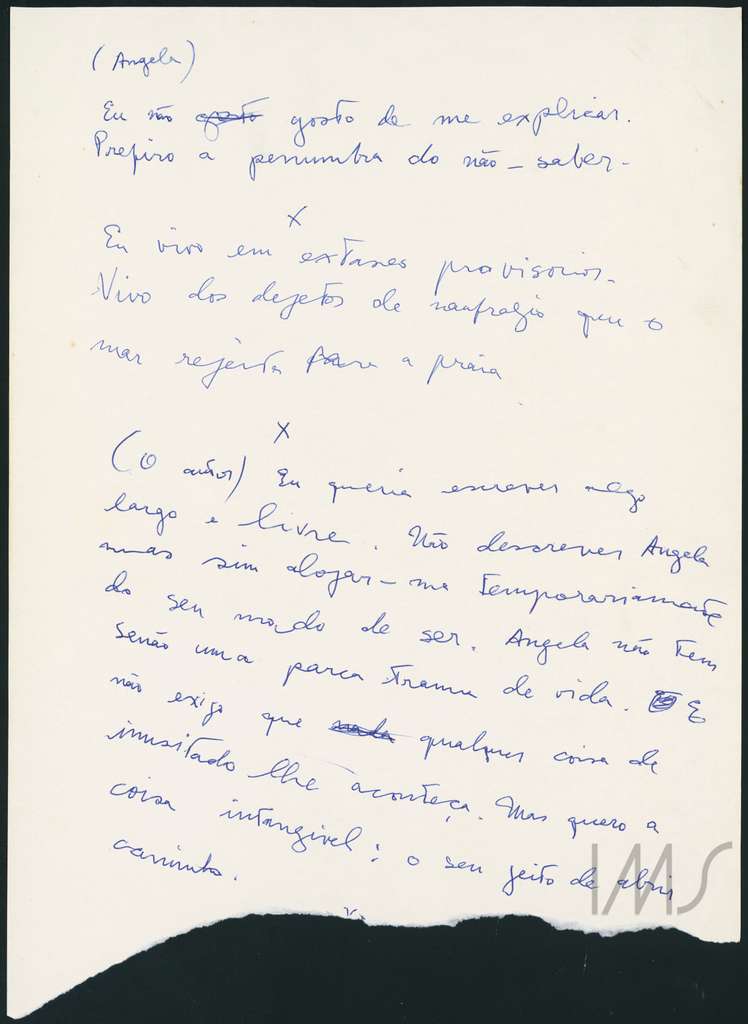 (Angela)
Eu não gosto gosto de me explicar.
Prefiro a penumbra do não-saber-
X
Eu vivo em extases provisorios.
Vivo dos dejetos de naufragio que o
mar rejeita para a praia
X
(O autor) Eu queria escrever algo
largo e livre. Não descrever Angela
mas sim alojar-me temporariamente
do seu modo de ser. Angela não tem
senão uma parca trama de vida. E
não exijo que nada qualquer coisa de
inusitado lhe aconteça. Mas quero a
coisa intangivel: o seu jeito de abrir
caminho.
IMS